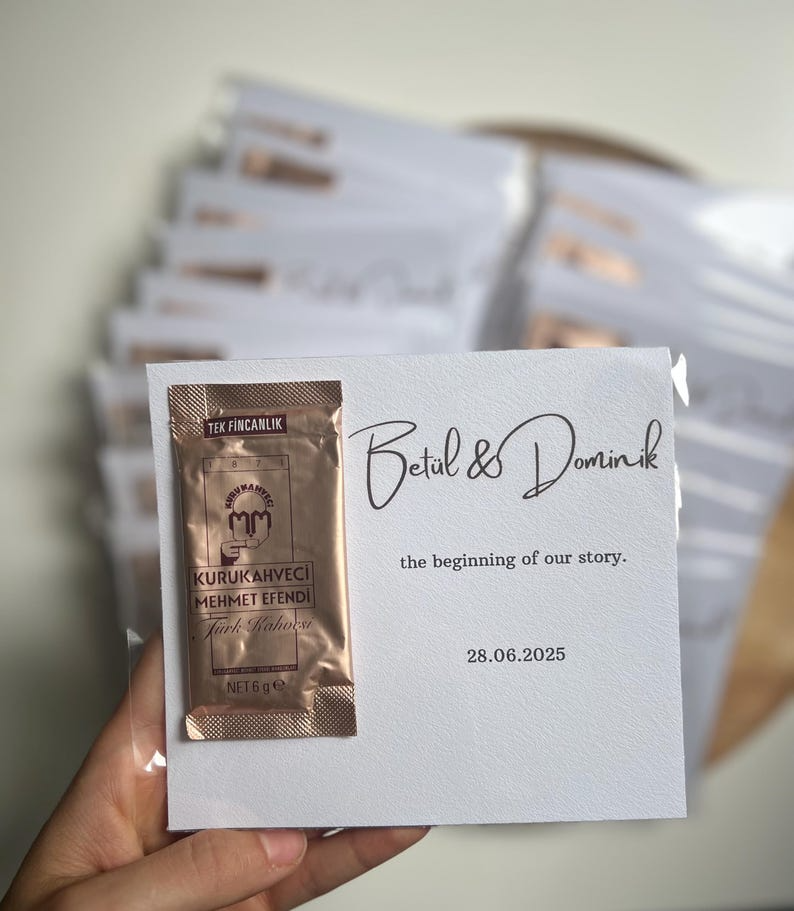 TEK FİNCANLIK
1871
KURUKAHVECİ
MM
KURUKAHVECİ
MEHMET EFENDİ
Türk Kahvesi
NET 6 g ℮
Betül & Dominik
the beginning of our story.
28.06.2025